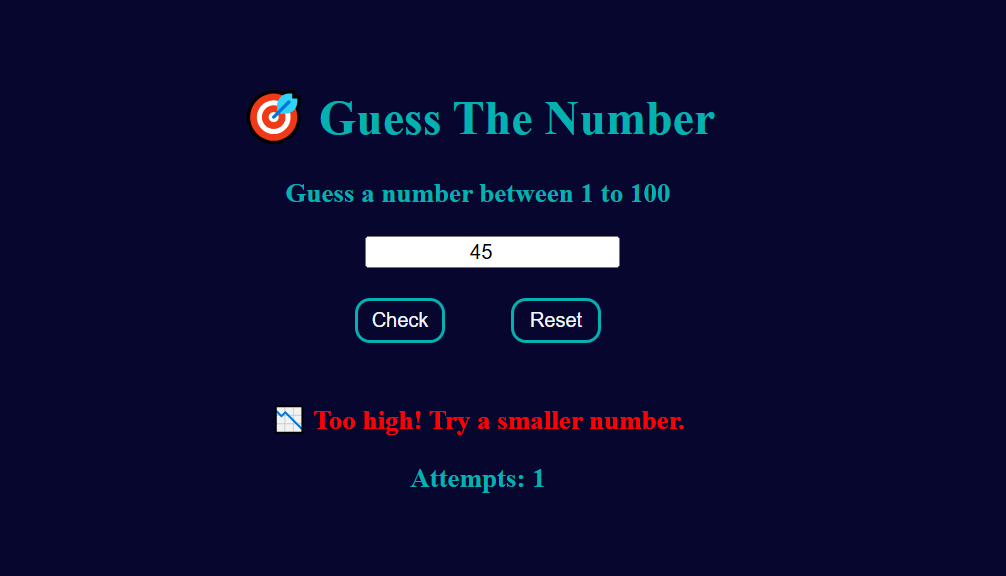 Guess The Number
Guess a number between 1 to 100
45
Check Reset
Too high! Try a smaller number.
Attempts: 1